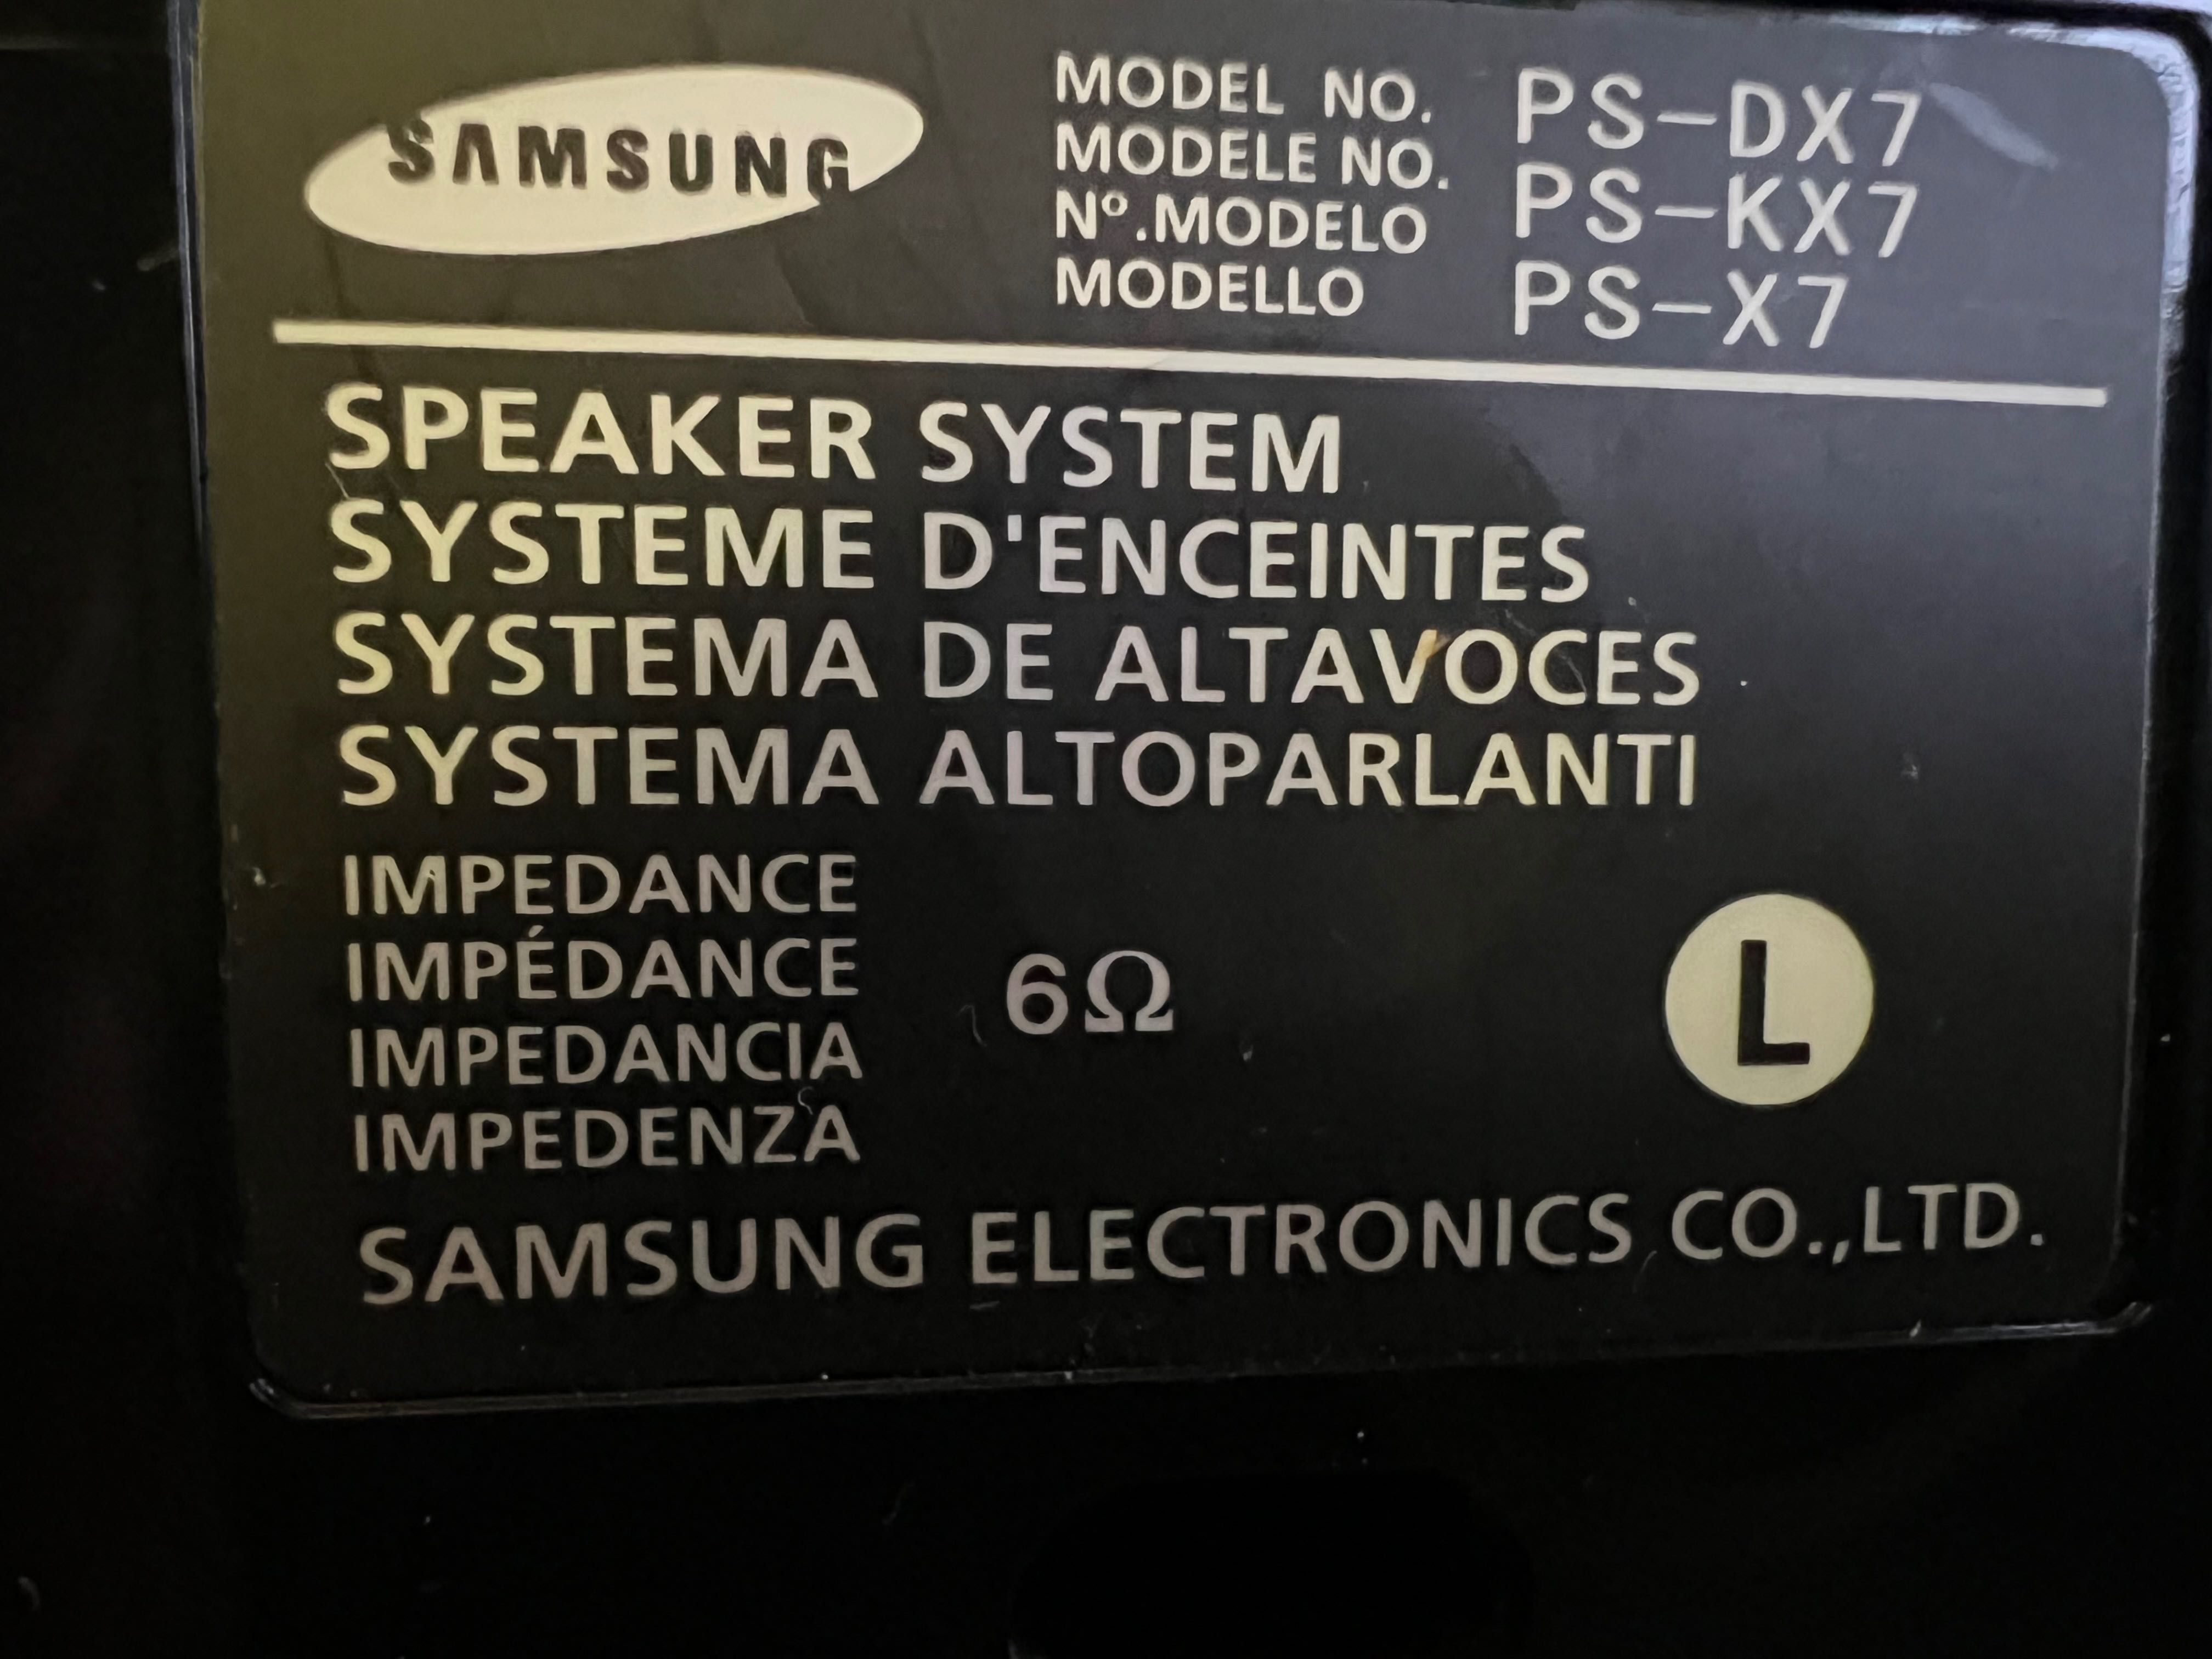 SAMSUNG
MODEL NO. PS-DX7
MODELE NO. PS-KX7
Nº.MODELO PS-X7
MODELLO
SPEAKER SYSTEM
SYSTEME D'ENCEINTES
SYSTEMA DE ALTAVOCES
SYSTEMA ALTOPARLANTI
IMPEDANCE
IMPÉDANCE
6Ω
L
IMPEDANCIA
IMPEDENZA
SAMSUNG ELECTRONICS CO.,LTD.